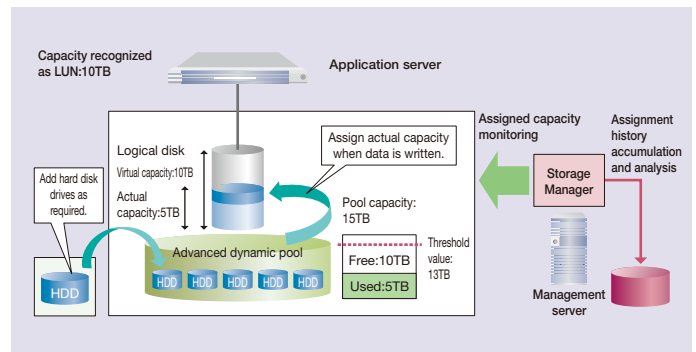 Capacity recognized
as LUN:10TB
Application server
Logical disk
Virtual capacity:10TB
Actual
capacity:5TB
Assign actual capacity
when data is written.
Pool capacity:
15TB
Add hard disk
drives as
required.
HDD
Advanced dynamic pool
HDD HDD HDD HDD HDD
Free:10TB
Used:5TB
Threshold
value:
13TB
Assigned capacity
monitoring
Storage
Manager
Management
server
Assignment
history
accumulation
and analysis